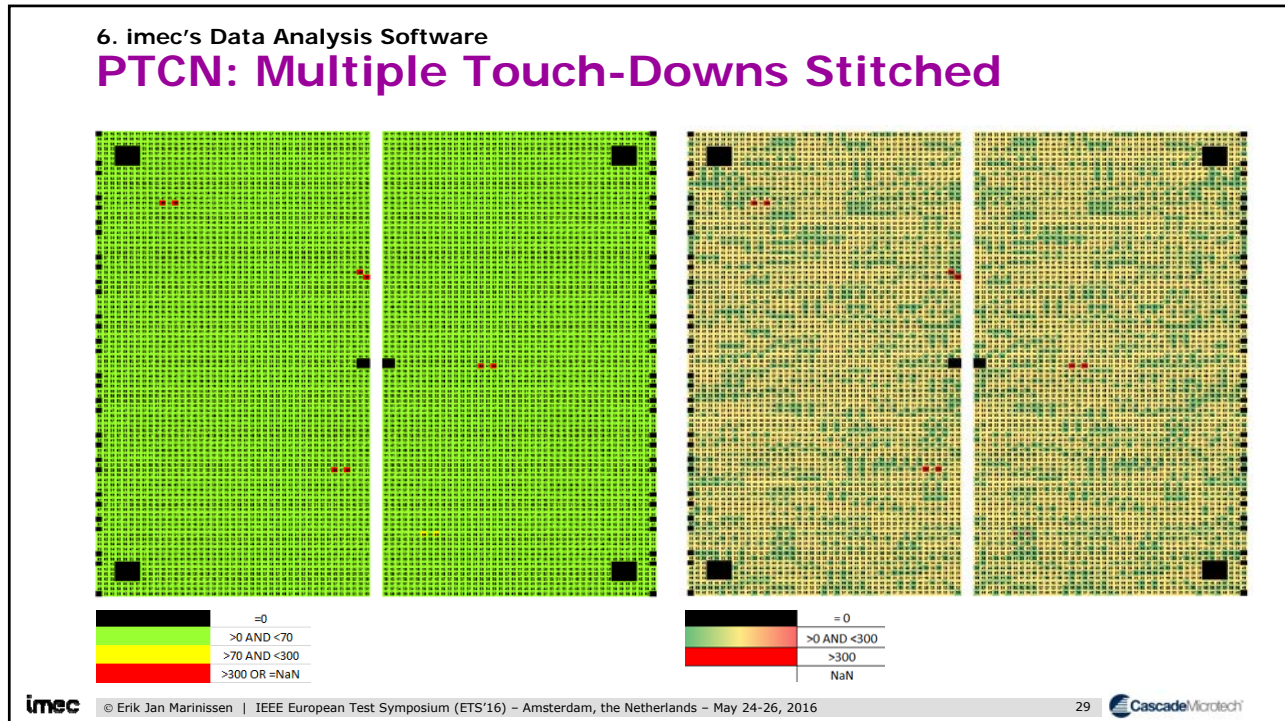 6. imec's Data Analysis Software
PTCN: Multiple Touch-Downs Stitched
=0
>0 AND <70
>70 AND <300
>300 OR =NaN
= 0
>0 AND <300
>300
NaN
imec
© Erik Jan Marinissen | IEEE European Test Symposium (ETS'16) – Amsterdam, the Netherlands – May 24-26, 2016
29
CascadeMicrotech